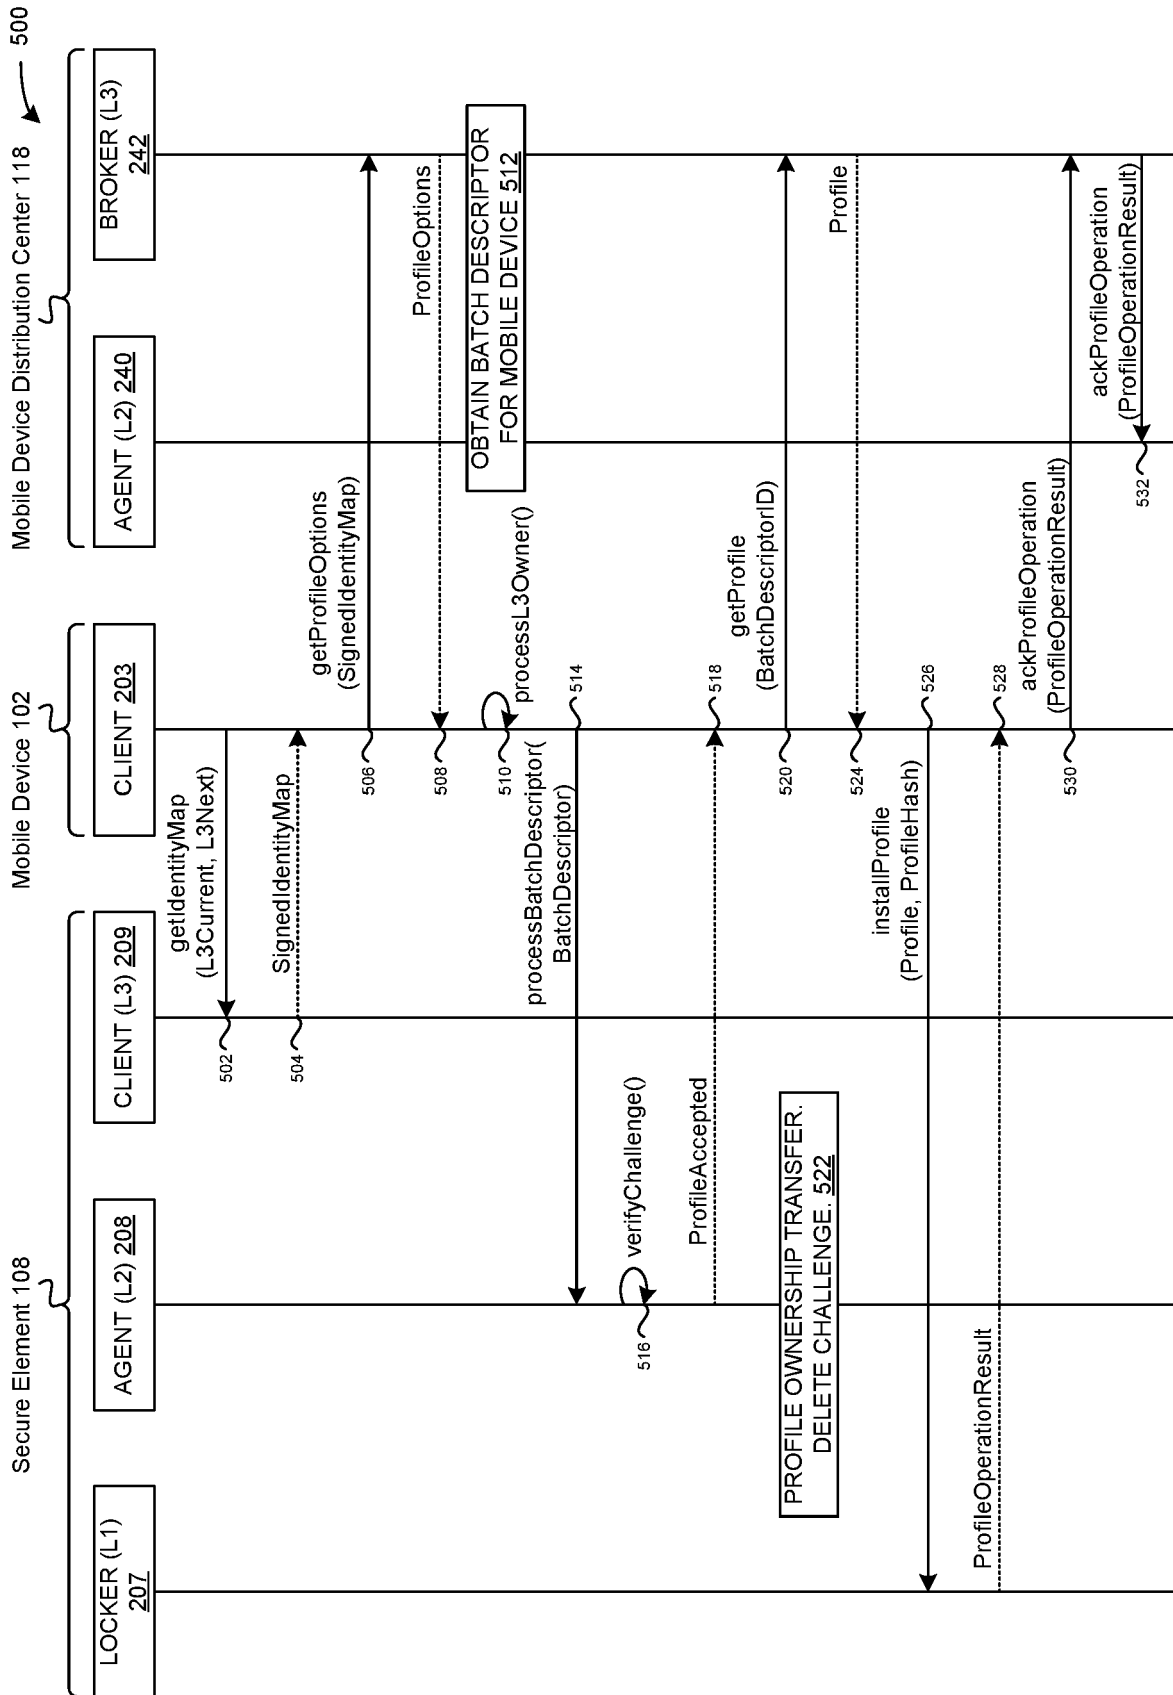 Secure Element 108
Mobile Device 102
Mobile Device Distribution Center 118
500
LOCKER (L1)
207
AGENT (L2) 208
CLIENT (L3) 209
CLIENT 203
AGENT (L2) 240
BROKER (L3)
242
getIdentityMap
(L3Current, L3Next)
502
SignedIdentityMap
504
getProfileOptions
(SignedIdentityMap)
506
ProfileOptions
508
processL3Owner()
510
OBTAIN BATCH DESCRIPTOR
FOR MOBILE DEVICE 512
processBatchDescriptor(
BatchDescriptor)
514
verifyChallenge()
516
ProfileAccepted
518
getProfile
(BatchDescriptorID)
520
PROFILE OWNERSHIP TRANSFER.
DELETE CHALLENGE. 522
Profile
524
installProfile
(Profile, ProfileHash)
526
ProfileOperationResult
528
ackProfileOperation
(ProfileOperationResult)
530
ackProfileOperation
(ProfileOperationResult)
532